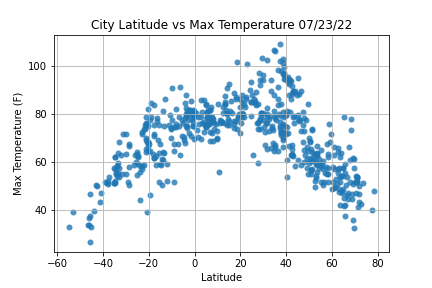 City Latitude vs Max Temperature 07/23/22
100
80
60
40
Max Temperature (F)
−60 −40 −20 0 20 40 60 80
Latitude